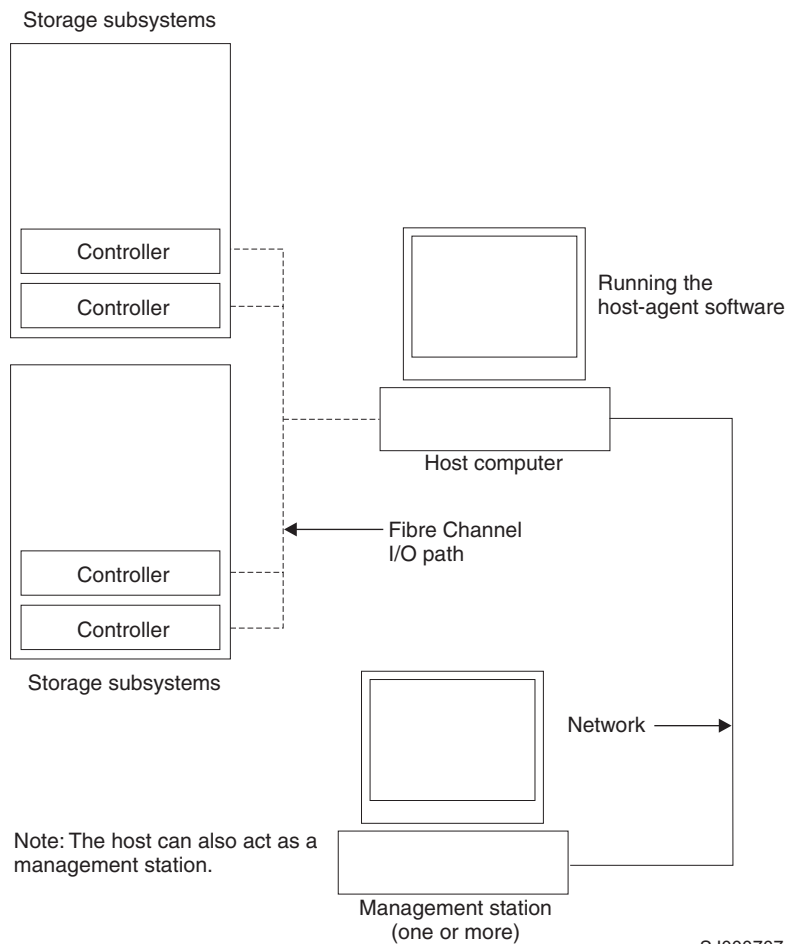 Storage subsystems
Controller
Controller
Running the
host-agent software
Host computer
Fibre Channel
I/O path
Controller
Controller
Storage subsystems
Network
Note: The host can also act as a
management station.
Management station
(one or more)